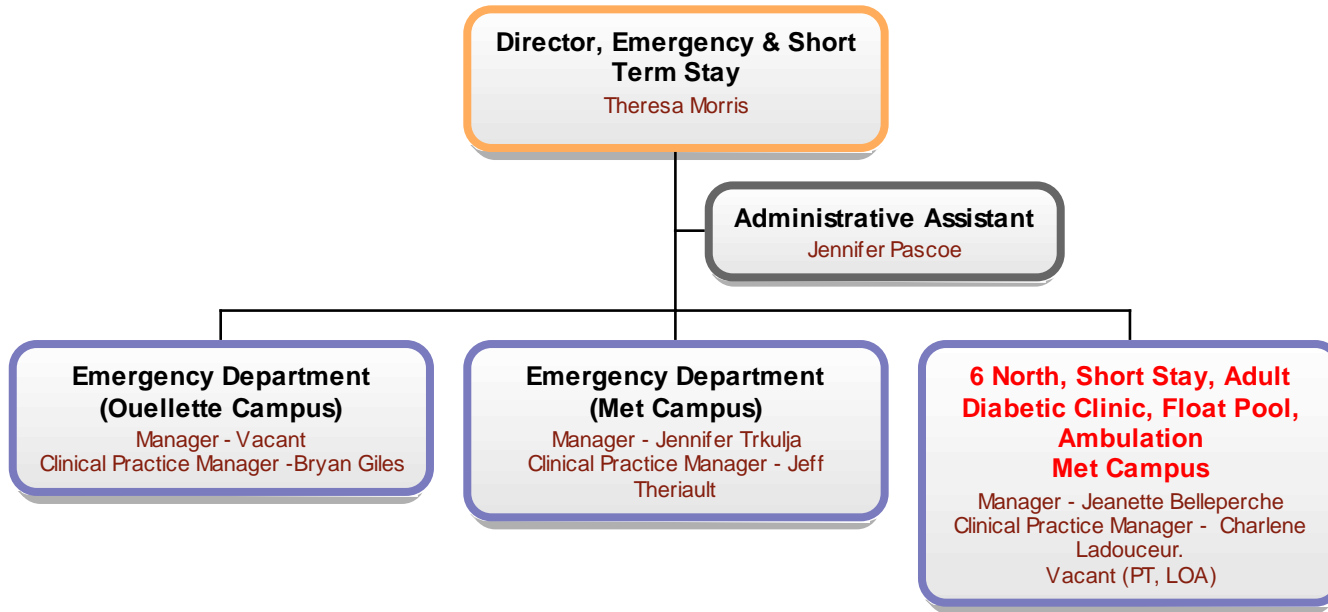 Director, Emergency & Short
Term Stay
Theresa Morris
Administrative Assistant
Jennifer Pascoe
Emergency Department
(Ouellette Campus)
Manager - Vacant
Clinical Practice Manager -Bryan Giles
Emergency Department
(Met Campus)
Manager - Jennifer Trkulja
Clinical Practice Manager - Jeff
Theriault
6 North, Short Stay, Adult
Diabetic Clinic, Float Pool,
Ambulation
Met Campus
Manager - Jeanette Belleperche
Clinical Practice Manager - Charlene
Ladouceur.
Vacant (PT, LOA)